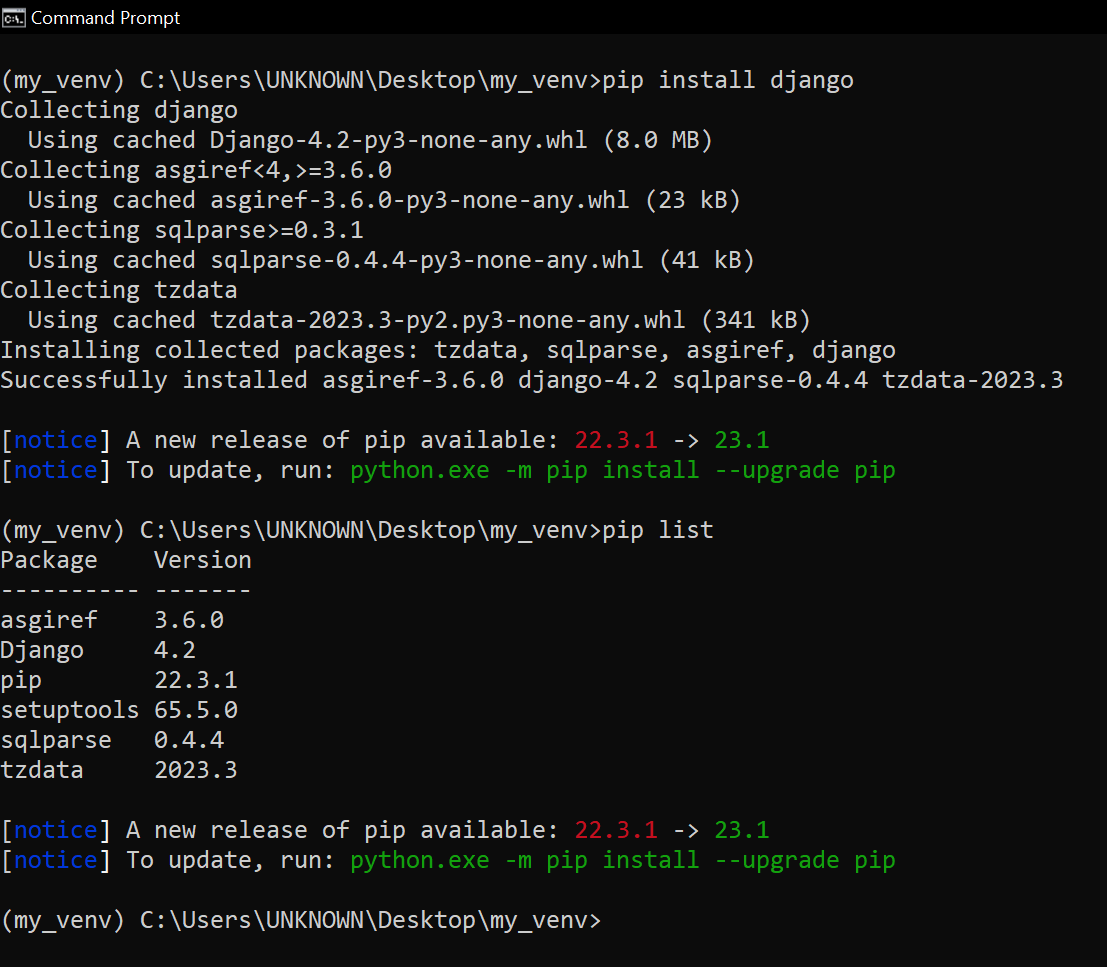 Command Prompt
(my_venv) C:\Users\UNKNOWN\Desktop\my_venv>pip install django
Collecting django
  Using cached Django-4.2-py3-none-any.whl (8.0 MB)
Collecting asgiref<4,>=3.6.0
  Using cached asgiref-3.6.0-py3-none-any.whl (23 kB)
Collecting sqlparse>=0.3.1
  Using cached sqlparse-0.4.4-py3-none-any.whl (41 kB)
Collecting tzdata
  Using cached tzdata-2023.3-py2.py3-none-any.whl (341 kB)
Installing collected packages: tzdata, sqlparse, asgiref, django
Successfully installed asgiref-3.6.0 django-4.2 sqlparse-0.4.4 tzdata-2023.3

[notice] A new release of pip available: 22.3.1 -> 23.1
[notice] To update, run: python.exe -m pip install --upgrade pip

(my_venv) C:\Users\UNKNOWN\Desktop\my_venv>pip list
Package    Version
---------- -------
asgiref    3.6.0
Django     4.2
pip        22.3.1
setuptools 65.5.0
sqlparse   0.4.4
tzdata     2023.3

[notice] A new release of pip available: 22.3.1 -> 23.1
[notice] To update, run: python.exe -m pip install --upgrade pip

(my_venv) C:\Users\UNKNOWN\Desktop\my_venv>